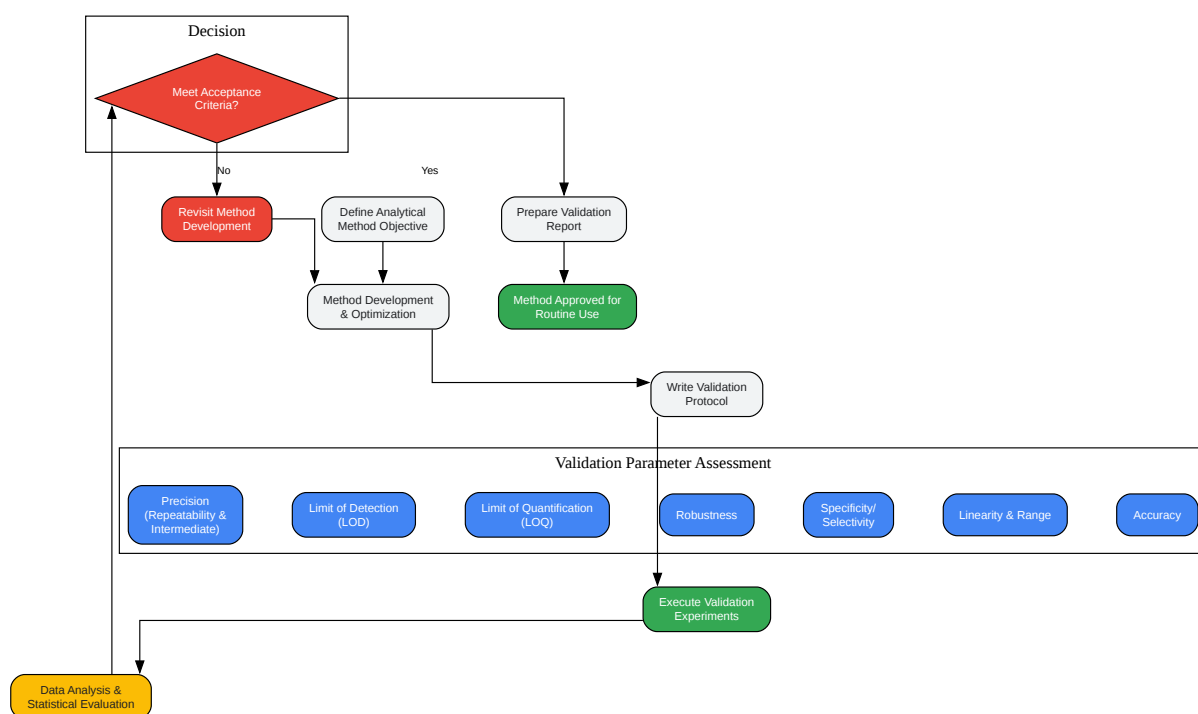 Decision
Meet Acceptance
Criteria?
No
Yes
Revisit Method
Development
Define Analytical
Method Objective
Prepare Validation
Report
Method Development
& Optimization
Method Approved for
Routine Use
Write Validation
Protocol
Validation Parameter Assessment
Precision
(Repeatability &
Intermediate)
Limit of Detection
(LOD)
Limit of Quantification
(LOQ)
Robustness
Specificity/
Selectivity
Linearity & Range
Accuracy
Execute Validation
Experiments
Data Analysis &
Statistical Evaluation